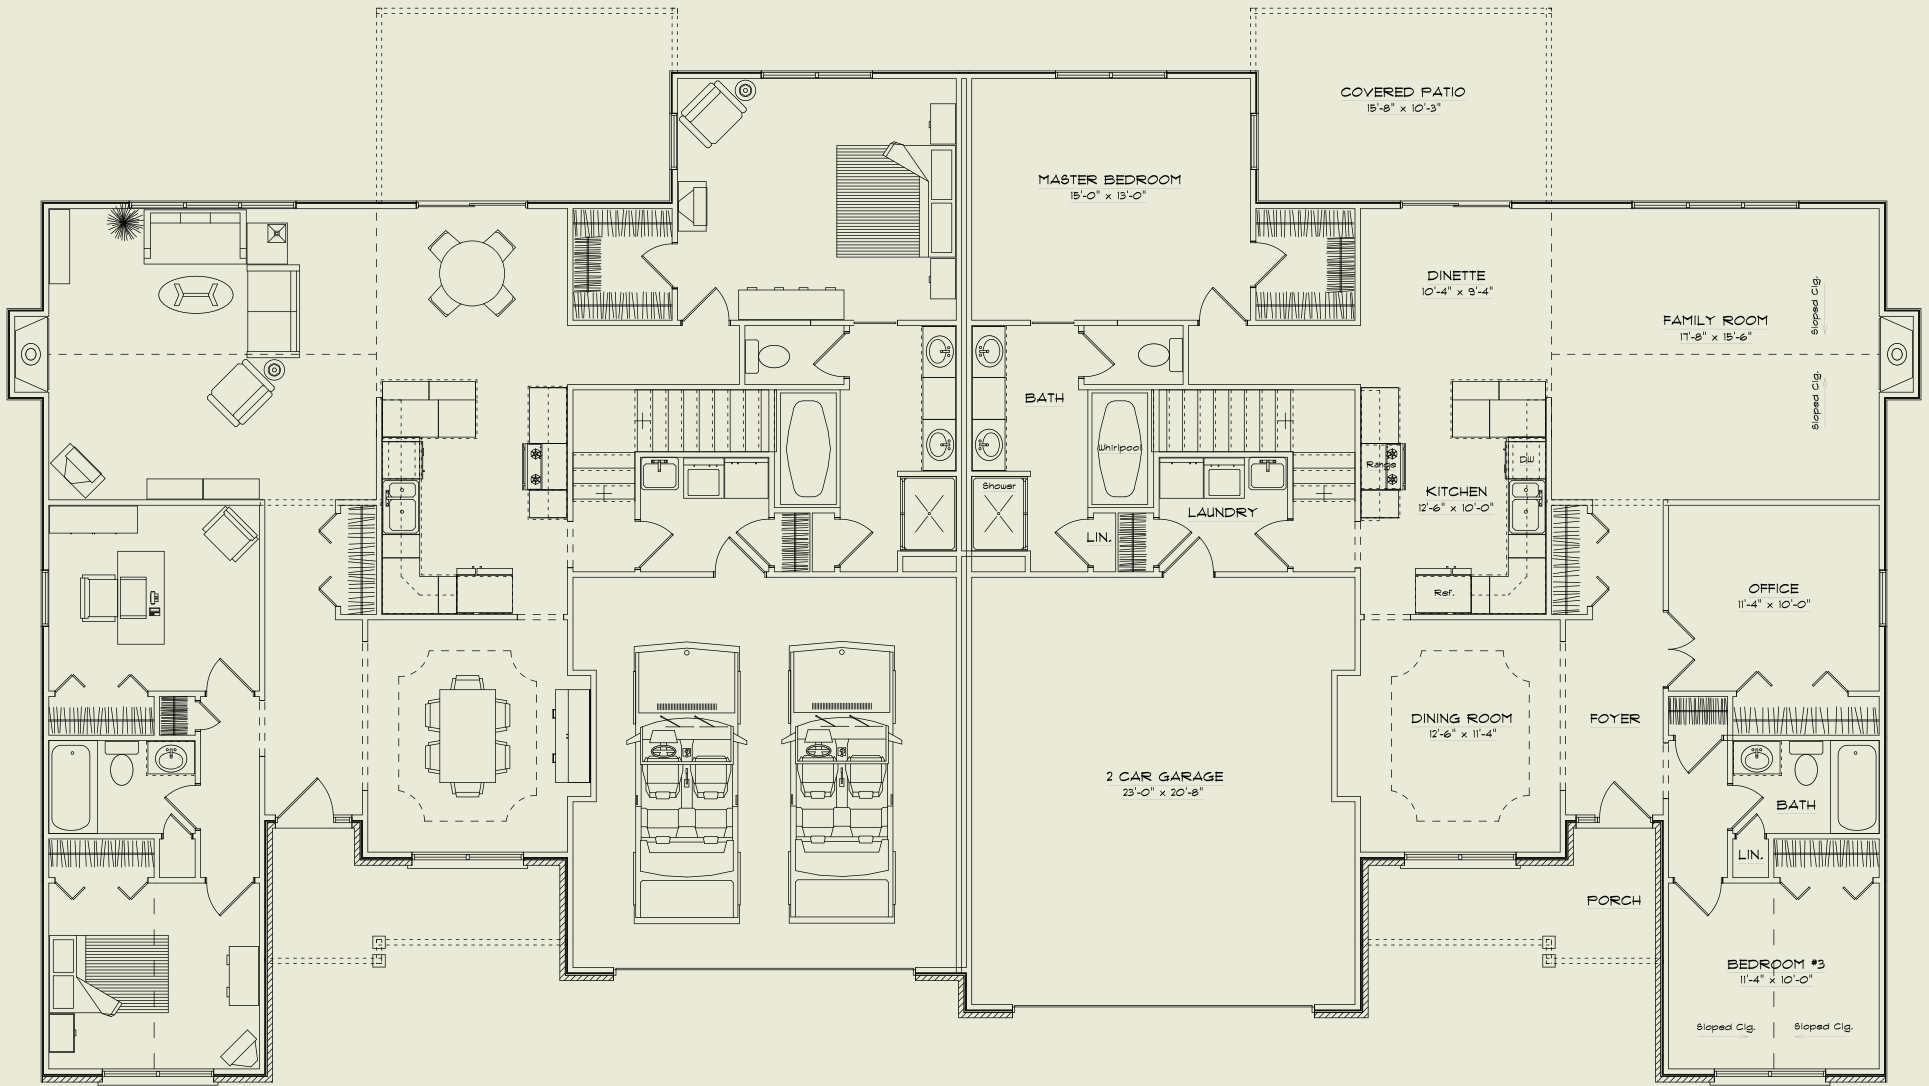 COVERED PATIO
15'-8" x 10'-3"
MASTER BEDROOM
15'-0" x 13'-0"
DINETTE
10'-4" x 9'-4"
Sloped Clg.
FAMILY ROOM
17'-8" x 15'-6"
Sloped Clg.
BATH
Whirlpool
Range
DW
Shower
KITCHEN
12'-6" x 10'-0"
LAUNDRY
LIN.
Ref.
OFFICE
11'-4" x 10'-0"
DINING ROOM
12'-6" x 11'-4"
FOYER
2 CAR GARAGE
23'-0" x 20'-8"
BATH
LIN.
PORCH
BEDROOM #3
11'-4" x 10'-0"
Sloped Clg.
Sloped Clg.